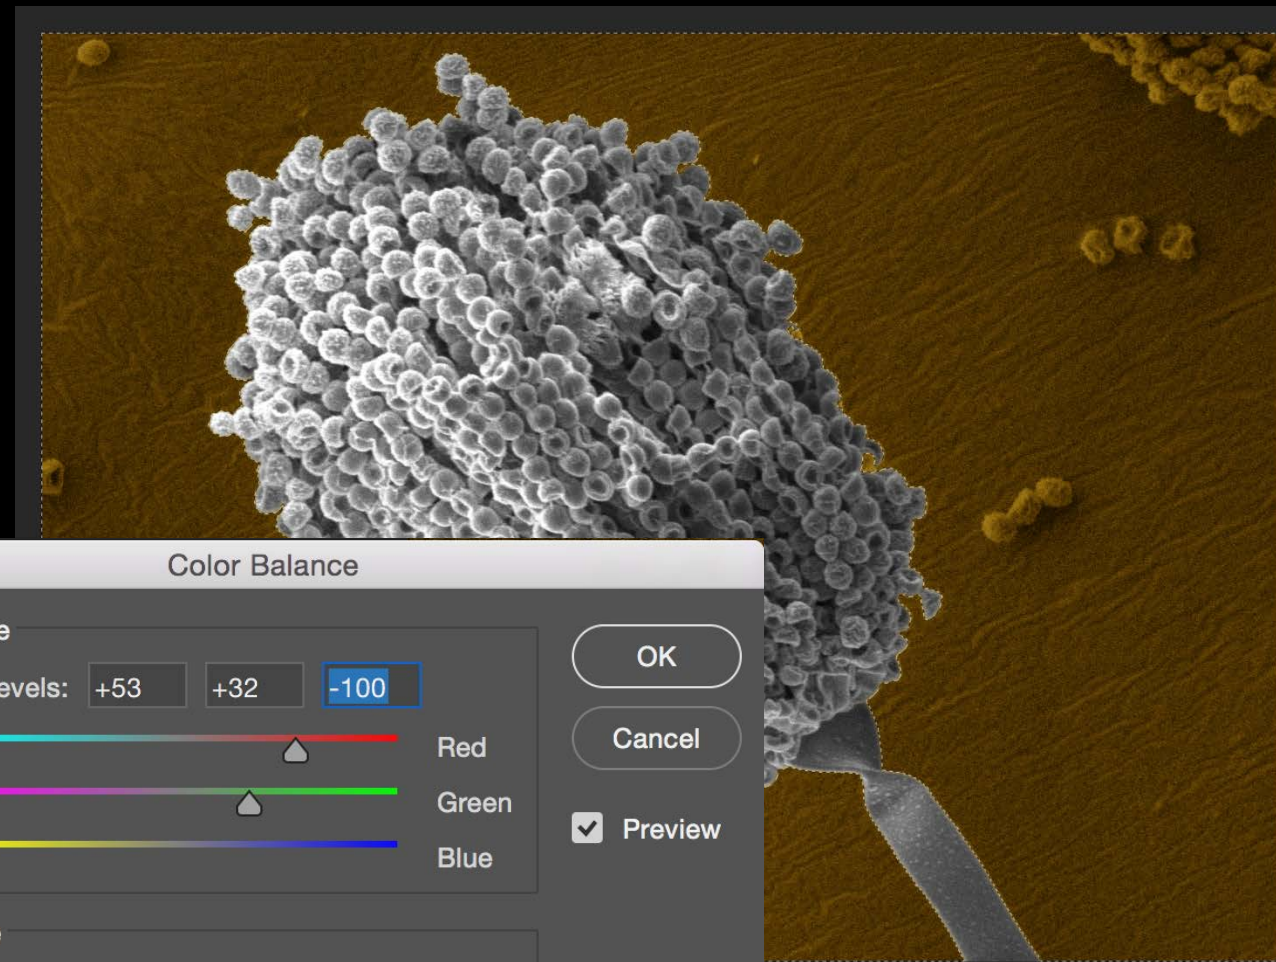 Color Balance
e
evels: +53 +32 -100
OK
Red
Cancel
Green
Preview
Blue